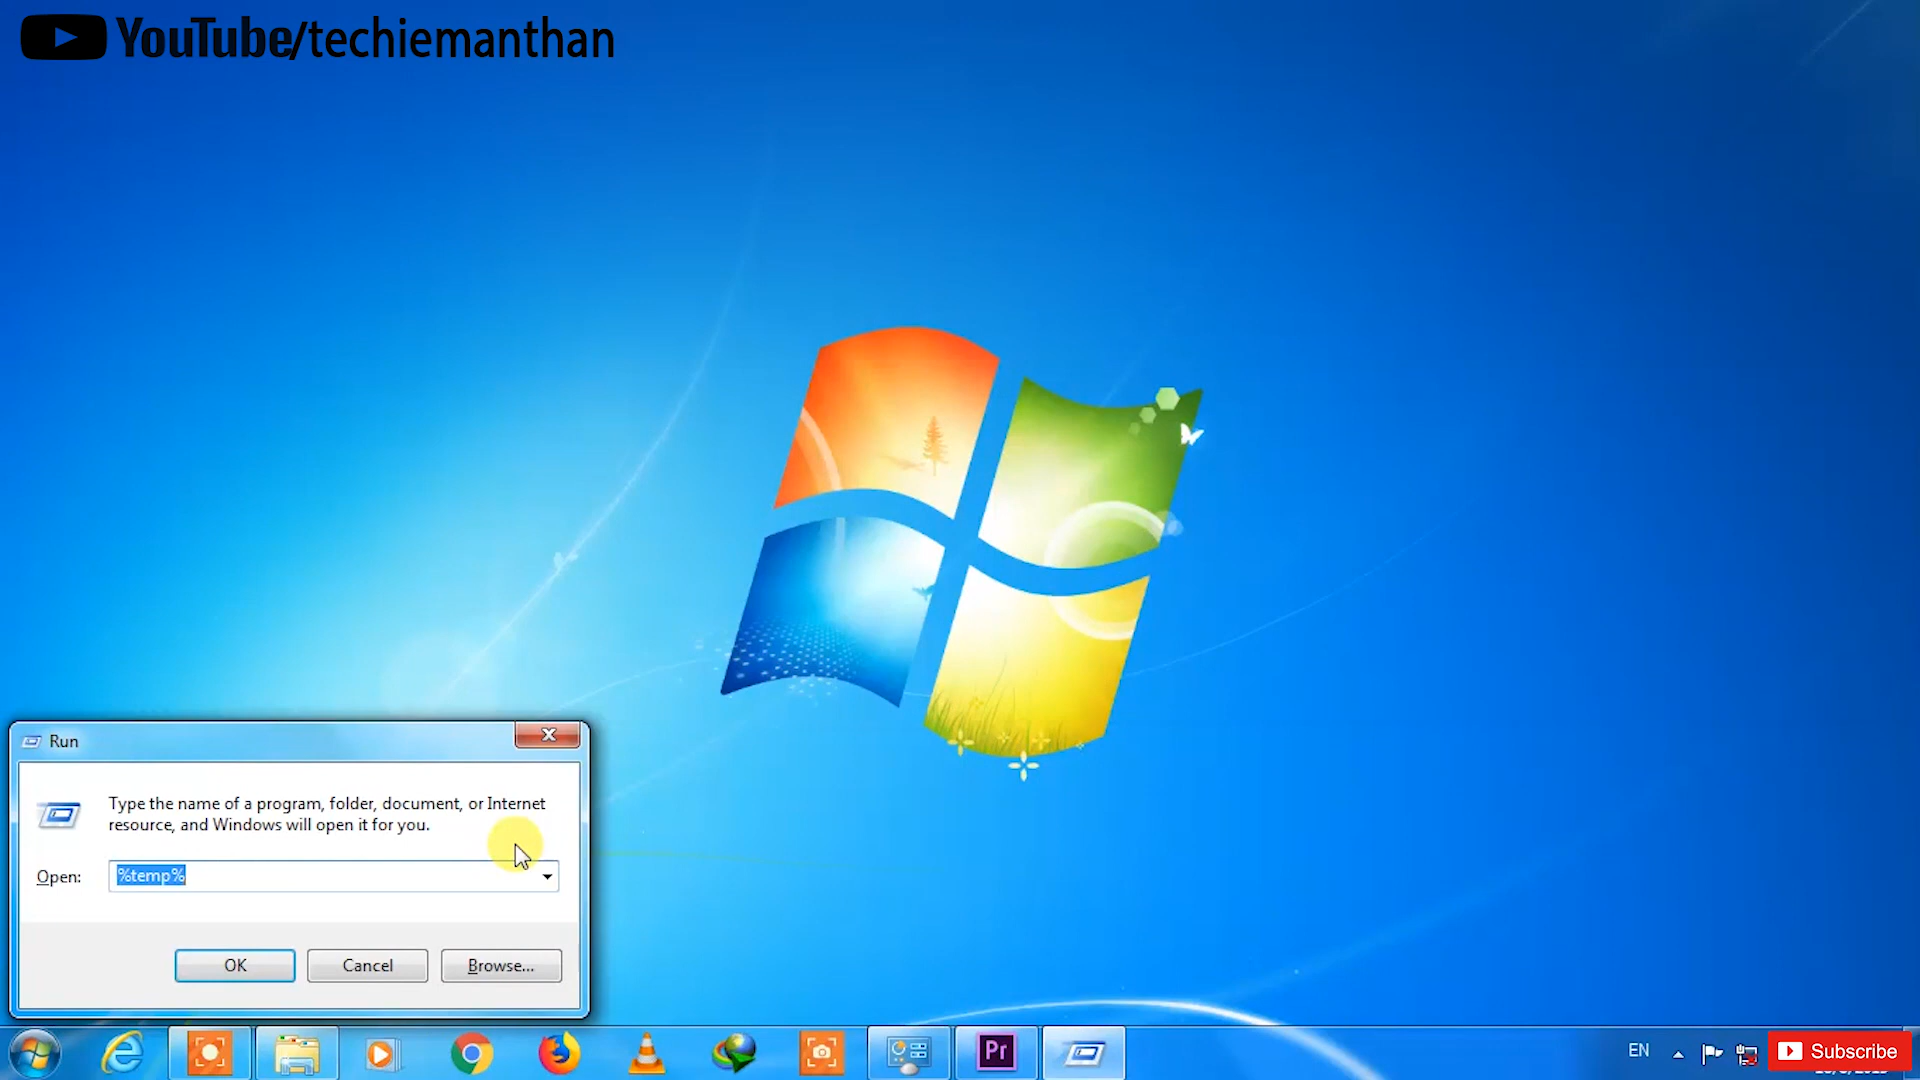 YouTube/techiemanthan
Run
Type the name of a program, folder, document, or Internet
resource, and Windows will open it for you.
Open: %temp%
OK Cancel Browse...
Pr
EN
Subscribe